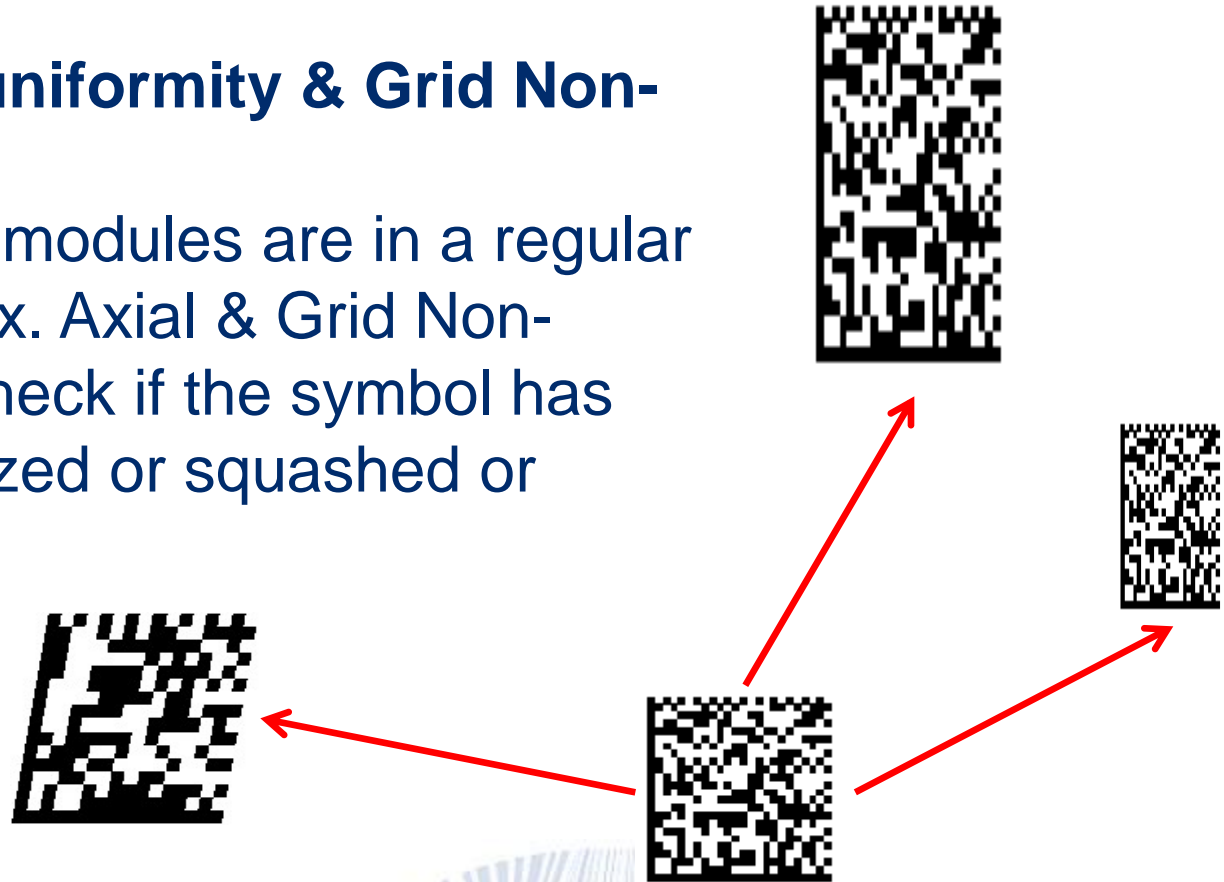 uniformity & Grid Non-
modules are in a regular
x. Axial & Grid Non-
heck if the symbol has
zed or squashed or